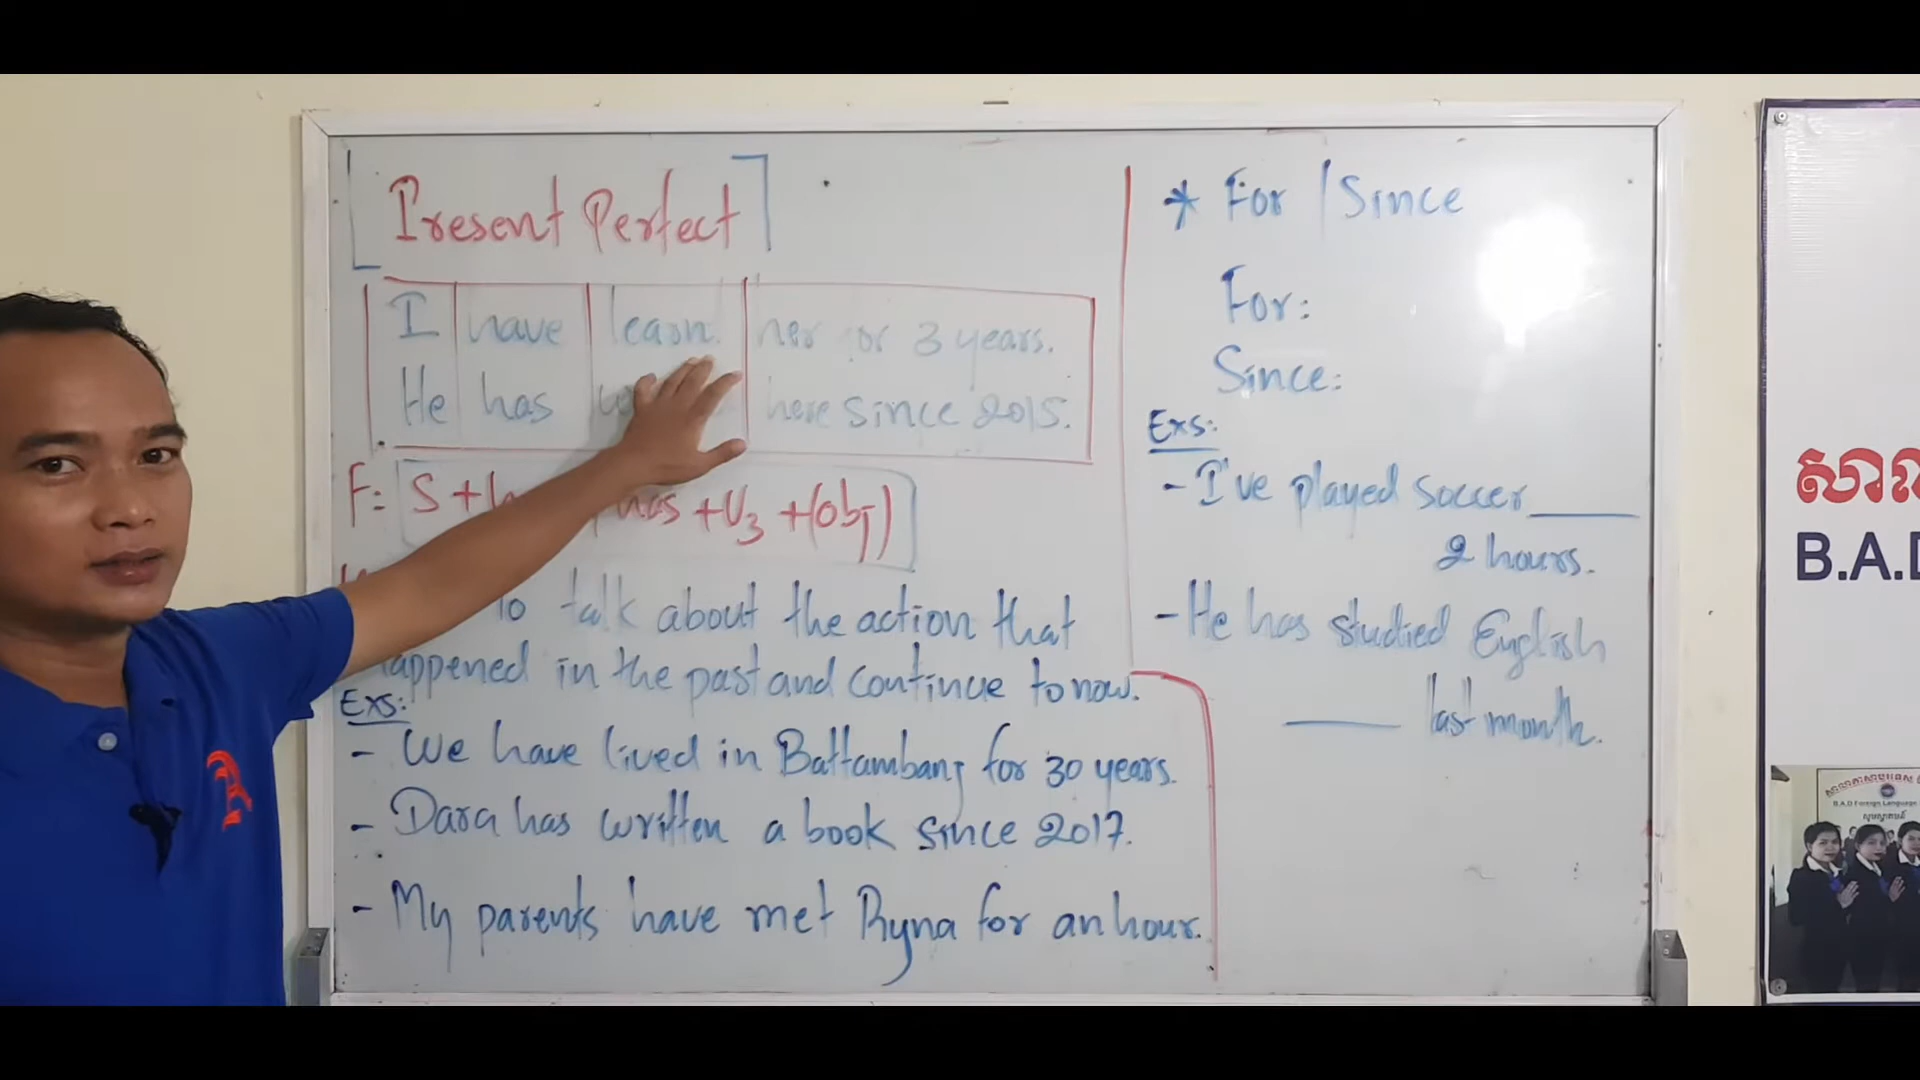 Present Perfect
I have learn her for 3 years.
He has here since 2015.
F: S + has + V3 + (obj)
To talk about the action that
happened in the past and continue to now.
Exs:
- We have lived in Battambang for 30 years.
- Dara has written a book since 2017.
- My parents have met Ryna for an hour.
* For / Since
For:
Since:
Exs:
- I've played soccer ____
2 hours.
- He has studied English
____ last month.
B.A.D
B.A.D Foreign Language